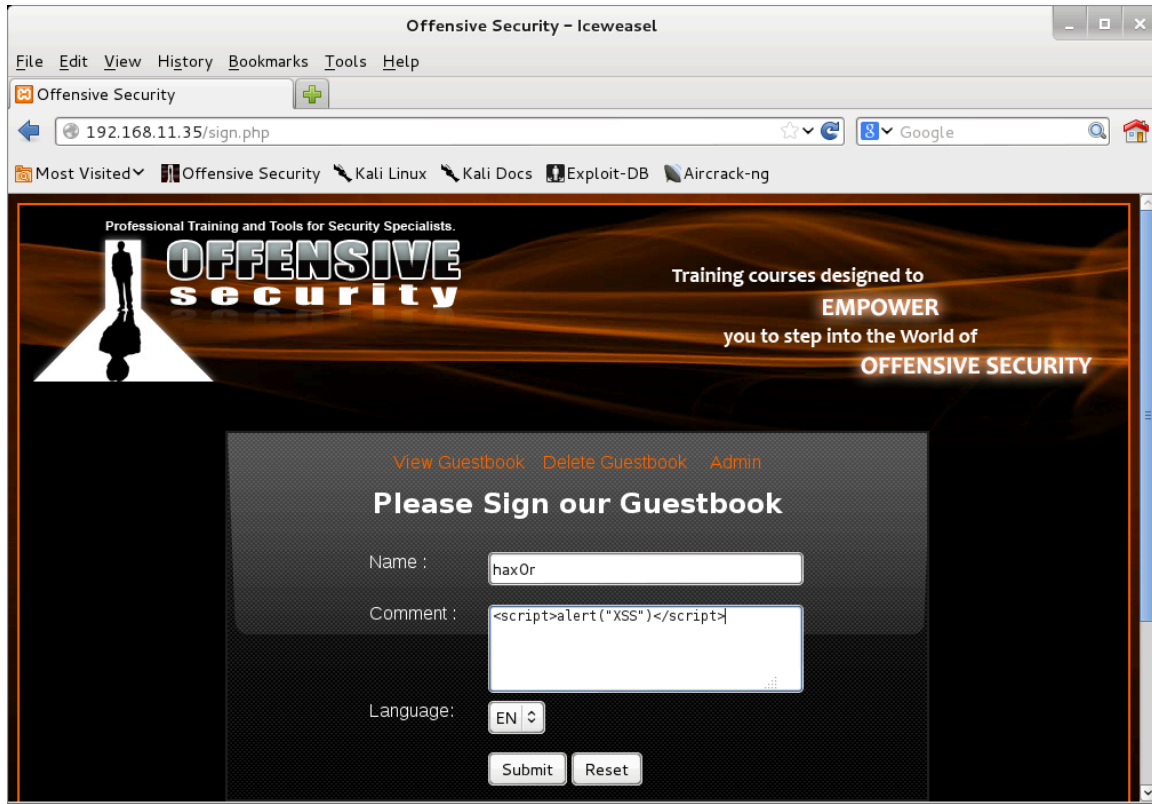 Offensive Security - Iceweasel
File Edit View History Bookmarks Tools Help
Offensive Security
192.168.11.35/sign.php
8 Google
Most Visited Offensive Security Kali Linux Kali Docs Exploit-DB Aircrack-ng
Professional Training and Tools for Security Specialists.
OFFENSIVE
security
Training courses designed to
EMPOWER
you to step into the World of
OFFENSIVE SECURITY
View Guestbook Delete Guestbook Admin
Please Sign our Guestbook
Name :
hax0r
Comment :
<script>alert("XSS")</script>
Language:
EN
Submit Reset